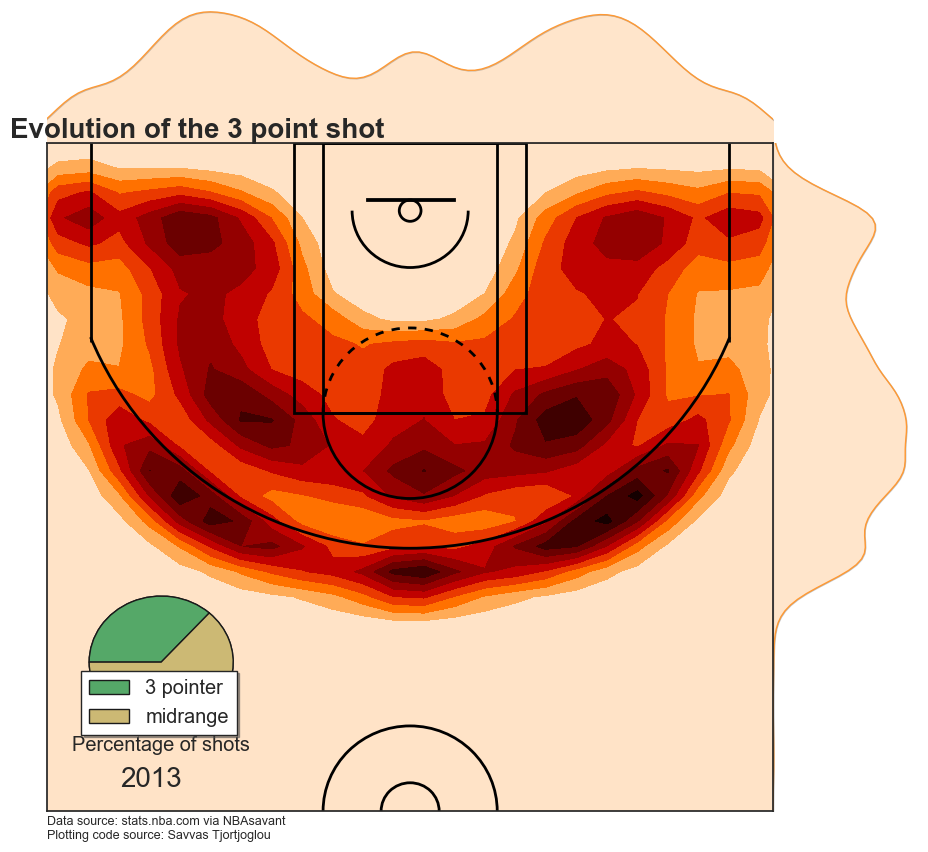 Evolution of the 3 point shot
3 pointer
midrange
Percentage of shots
2013
Data source: stats.nba.com via NBAsavant
Plotting code source: Savvas Tjortjoglou